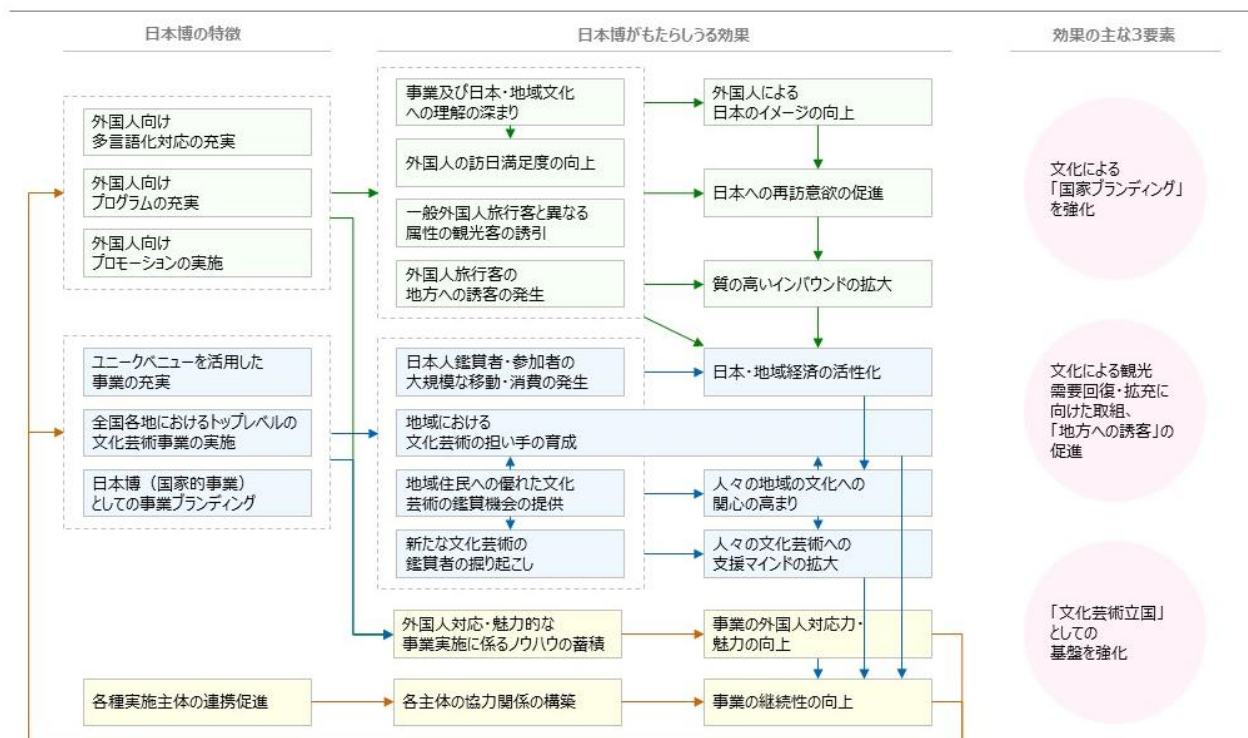 日本博の特徴
日本博がもたらしうる効果
効果の主な3要素
外国人向け
多言語化対応の充実
外国人向け
プログラムの充実
外国人向け
プロモーションの実施
事業及び日本・地域文化
への理解の深まり
外国人の訪日満足度の向上
一般外国人旅行客と異なる
属性の観光客の誘引
外国人旅行客の
地方への誘客の発生
外国人による
日本のイメージの向上
日本への再訪意欲の促進
質の高いインバウンドの拡大
文化による
「国家ブランディング」
を強化
ユニークベニューを活用した
事業の充実
全国各地におけるトップレベルの
文化芸術事業の実施
日本博（国家的事業）
としての事業ブランディング
日本人鑑賞者・参加者の
大規模な移動・消費の発生
地域における
文化芸術の担い手の育成
地域住民への優れた文化
芸術の鑑賞機会の提供
新たな文化芸術の
鑑賞者の掘り起こし
日本・地域経済の活性化
人々の地域の文化への
関心の高まり
人々の文化芸術への
支援マインドの拡大
文化による観光
需要回復・拡充に
向けた取組、
「地方への誘客」の
促進
外国人対応・魅力的な
事業実施に係るノウハウの蓄積
事業の外国人対応力・
魅力の向上
各種実施主体の連携促進
各主体の協力関係の構築
事業の継続性の向上
「文化芸術立国」
としての
基盤を強化